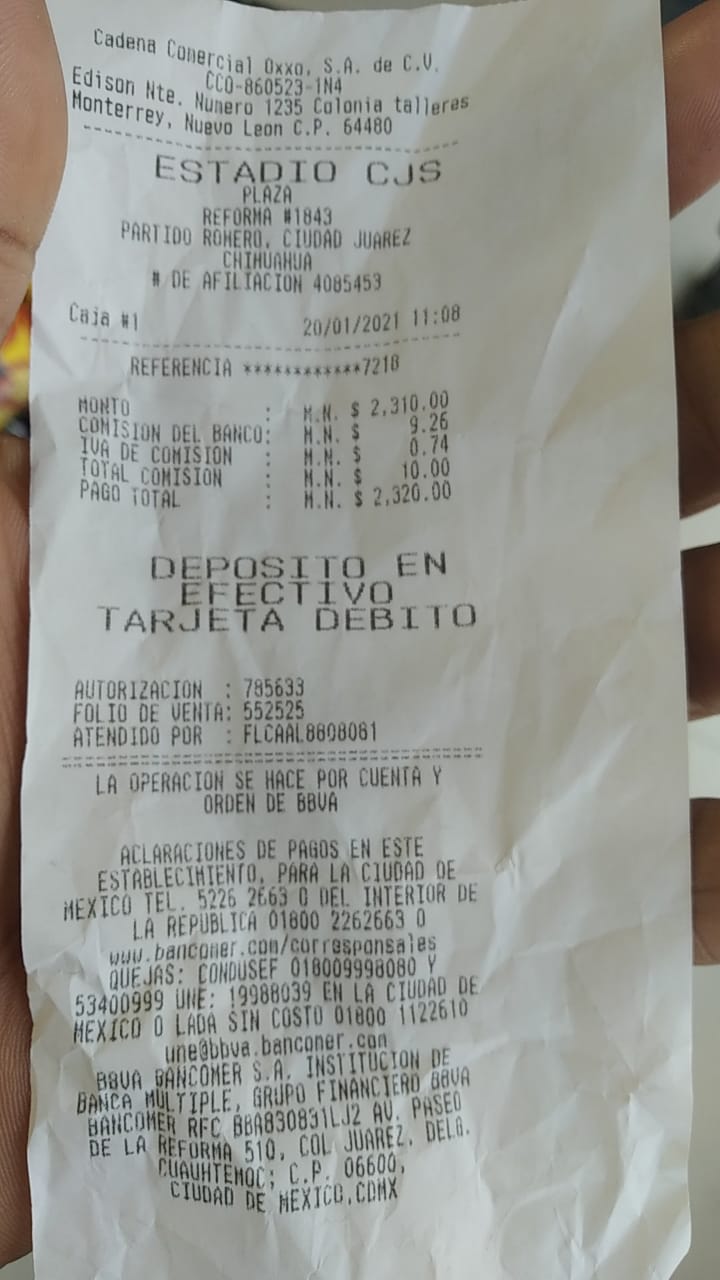 Cadena Comercial Oxxo, S.A. de C.V.
CCO-860523-1N4
Edison Nte. Numero 1235 Colonia talleres
Monterrey, Nuevo Leon C.P. 64480
ESTADIO CJS
PLAZA
REFORMA #1843
PARTIDO ROMERO, CIUDAD JUAREZ
CHIHUAHUA
# DE AFILIACION 4085453
Caja #1 20/01/2021 11:08
REFERENCIA ************7218
MONTO : M.N. $ 2,310.00
COMISION DEL BANCO: M.N. $ 9.26
IVA DE COMISION : M.N. $ 0.74
TOTAL COMISION : M.N. $ 10.00
PAGO TOTAL : M.N. $ 2,320.00
DEPOSITO EN
EFECTIVO
TARJETA DEBITO
AUTORIZACION : 785633
FOLIO DE VENTA: 552525
ATENDIDO POR : FLCAAL8808081
LA OPERACION SE HACE POR CUENTA Y
ORDEN DE BBVA
ACLARACIONES DE PAGOS EN ESTE
ESTABLECIMIENTO, PARA LA CIUDAD DE
MEXICO TEL. 5226 2663 O DEL INTERIOR DE
LA REPUBLICA 01800 2262663 O
www.bancomer.com/corresponsales
QUEJAS: CONDUSEF 018009998080 Y
53400999 UNE: 19988039 EN LA CIUDAD DE
MEXICO O LADA SIN COSTO 01800 1122610
une@bbva.bancomer.com
BBVA BANCOMER S.A. INSTITUCION DE
BANCA MULTIPLE, GRUPO FINANCIERO BBVA
BANCOMER RFC BBA830831LJ2 AV. PASEO
DE LA REFORMA 510, COL JUAREZ, DELG.
CUAUHTEMOC; C.P. 06600,
CIUDAD DE MEXICO,CDMX